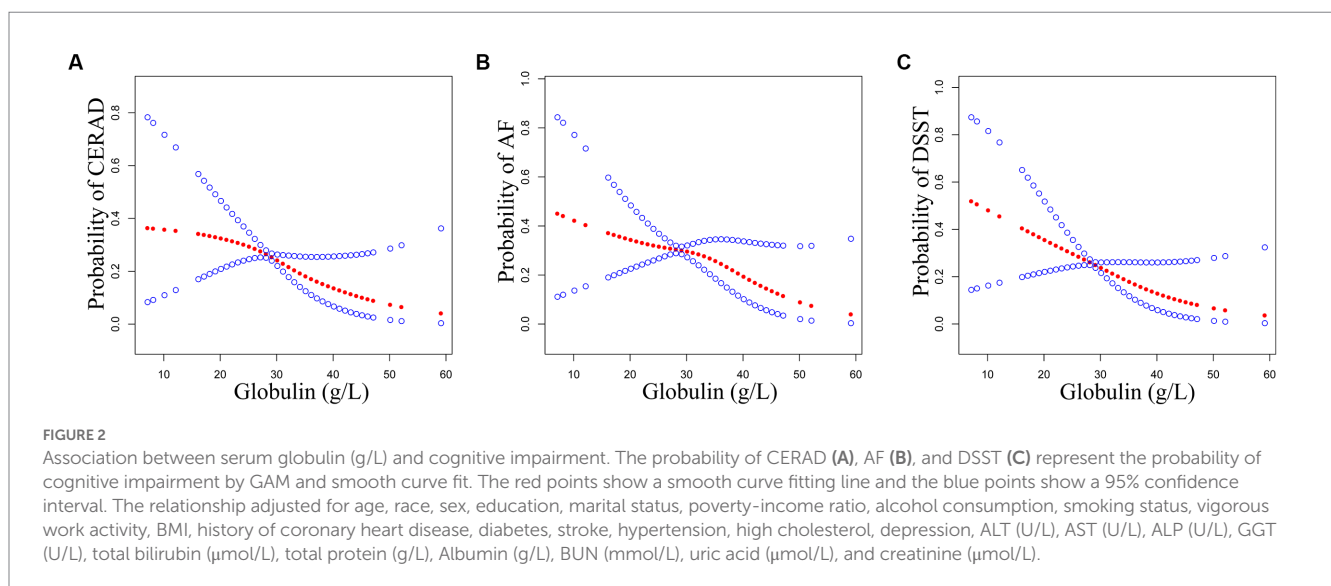 A
B
C
Probability of CERAD
0.0
0.2
0.4
0.6
0.8
10
20
30
40
50
60
Globulin (g/L)
Probability of AF
0.0
0.2
0.4
0.6
0.8
1.0
10
20
30
40
50
60
Globulin (g/L)
Probability of DSST
0.0
0.2
0.4
0.6
0.8
1.0
10
20
30
40
50
60
Globulin (g/L)
FIGURE 2
Association between serum globulin (g/L) and cognitive impairment. The probability of CERAD (A), AF (B), and DSST (C) represent the probability of
cognitive impairment by GAM and smooth curve fit. The red points show a smooth curve fitting line and the blue points show a 95% confidence
interval. The relationship adjusted for age, race, sex, education, marital status, poverty-income ratio, alcohol consumption, smoking status, vigorous
work activity, BMI, history of coronary heart disease, diabetes, stroke, hypertension, high cholesterol, depression, ALT (U/L), AST (U/L), ALP (U/L), GGT
(U/L), total bilirubin (μmol/L), total protein (g/L), Albumin (g/L), BUN (mmol/L), uric acid (μmol/L), and creatinine (μmol/L).